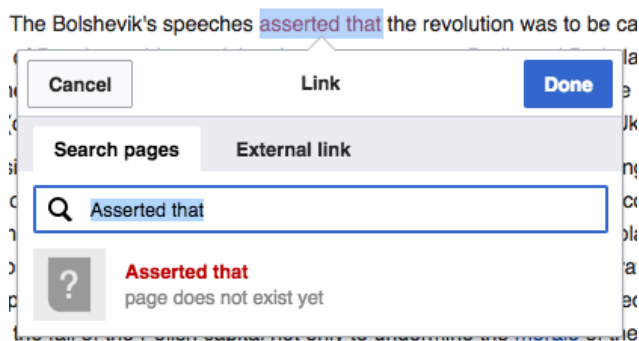 The Bolshevik's speeches asserted that the revolution was to be ca
Cancel
Link
Done
Search pages
External link
Asserted that
Asserted that
page does not exist yet
the fall of the Polish capital not only to undermine the morale of the